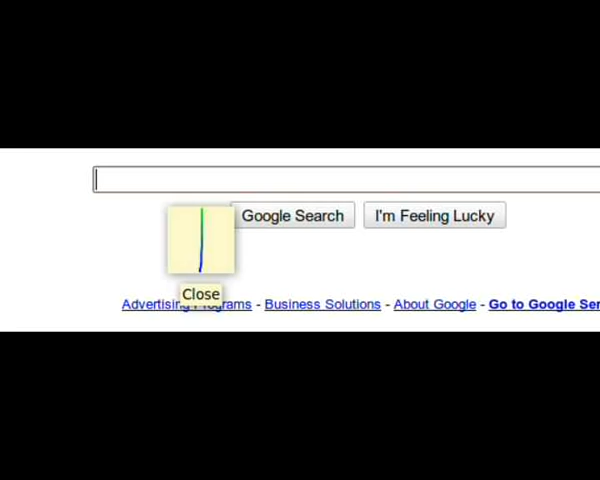 Google Search I'm Feeling Lucky
Close
Advertising Programs - Business Solutions - About Google - Go to Google Ser